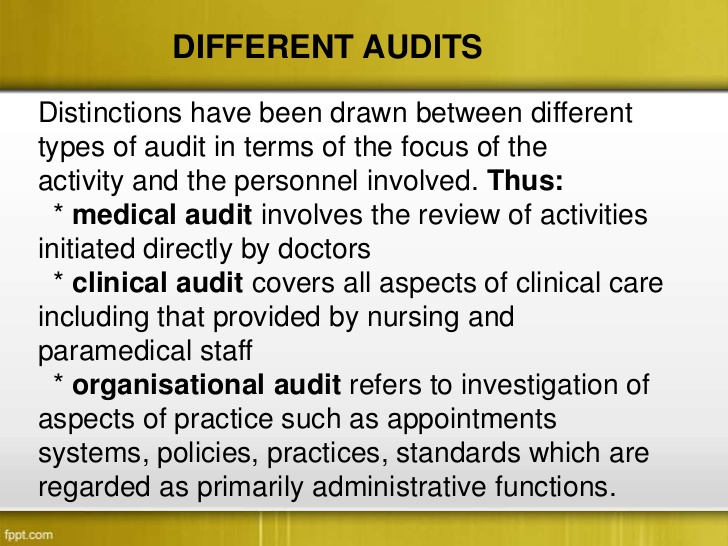 DIFFERENT AUDITS
Distinctions have been drawn between different
types of audit in terms of the focus of the
activity and the personnel involved. Thus:
* medical audit involves the review of activities
initiated directly by doctors
* clinical audit covers all aspects of clinical care
including that provided by nursing and
paramedical staff
* organisational audit refers to investigation of
aspects of practice such as appointments
systems, policies, practices, standards which are
regarded as primarily administrative functions.
fppt.com